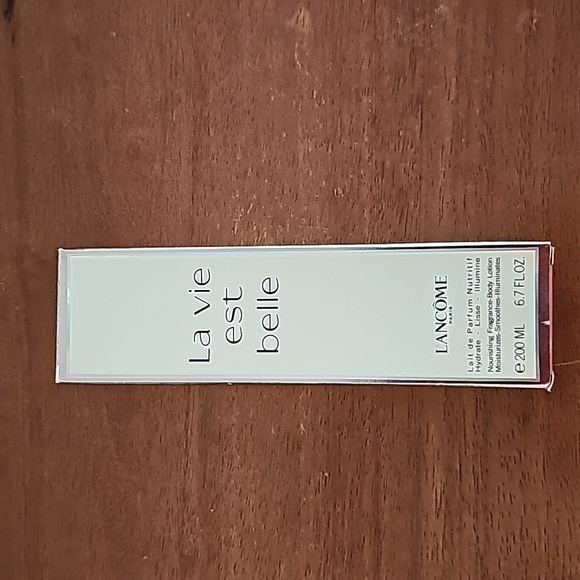 La vie
est
belle
LANCÔME
PARIS
Lait de Parfum Nutritif
Hydrate - Lisse - Illumine
Nourishing Fragrance-Body Lotion
Moisturizes-Smoothes-Illuminates
e 200 ML 6.7 FL.OZ.